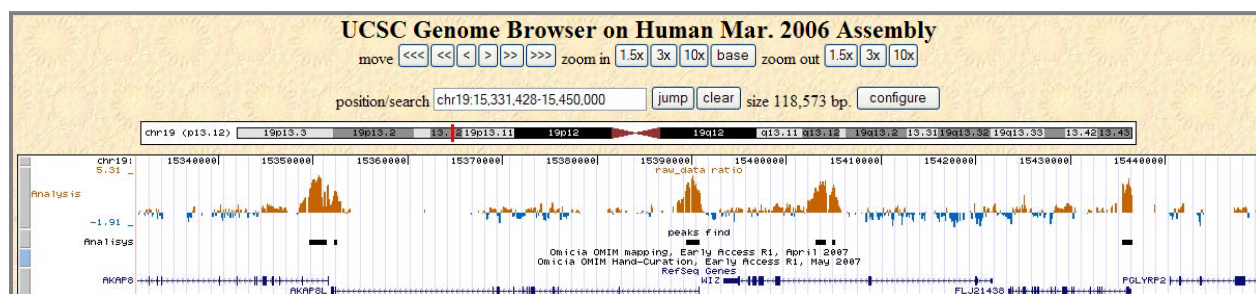 UCSC Genome Browser on Human Mar. 2006 Assembly
move <<< << < > >> >>> zoom in 1.5x 3x 10x base zoom out 1.5x 3x 10x
position/search chr19:15,331,428-15,450,000 jump clear size 118,573 bp. configure
chr19 (p13.12) 19p13.3 19p13.2 13.12 19p13.11 19p12 19q12 q13.11 q13.12 19q13.2 13.31 19q13.32 19q13.33 13.42 13.43
chr19: 15340000 15350000 15360000 15370000 15380000 15390000 15400000 15410000 15420000 15430000 15440000
5.31 _ raw_data ratio
Analysis
-1.91 _
peaks find
Analisys
Omicia OMIM mapping, Early Access R1, April 2007
Omicia OMIM Hand-Curation, Early Access R1, May 2007
RefSeq Genes
AKAP8 WIZ PGLYRP2
AKAP8L FLJ21438